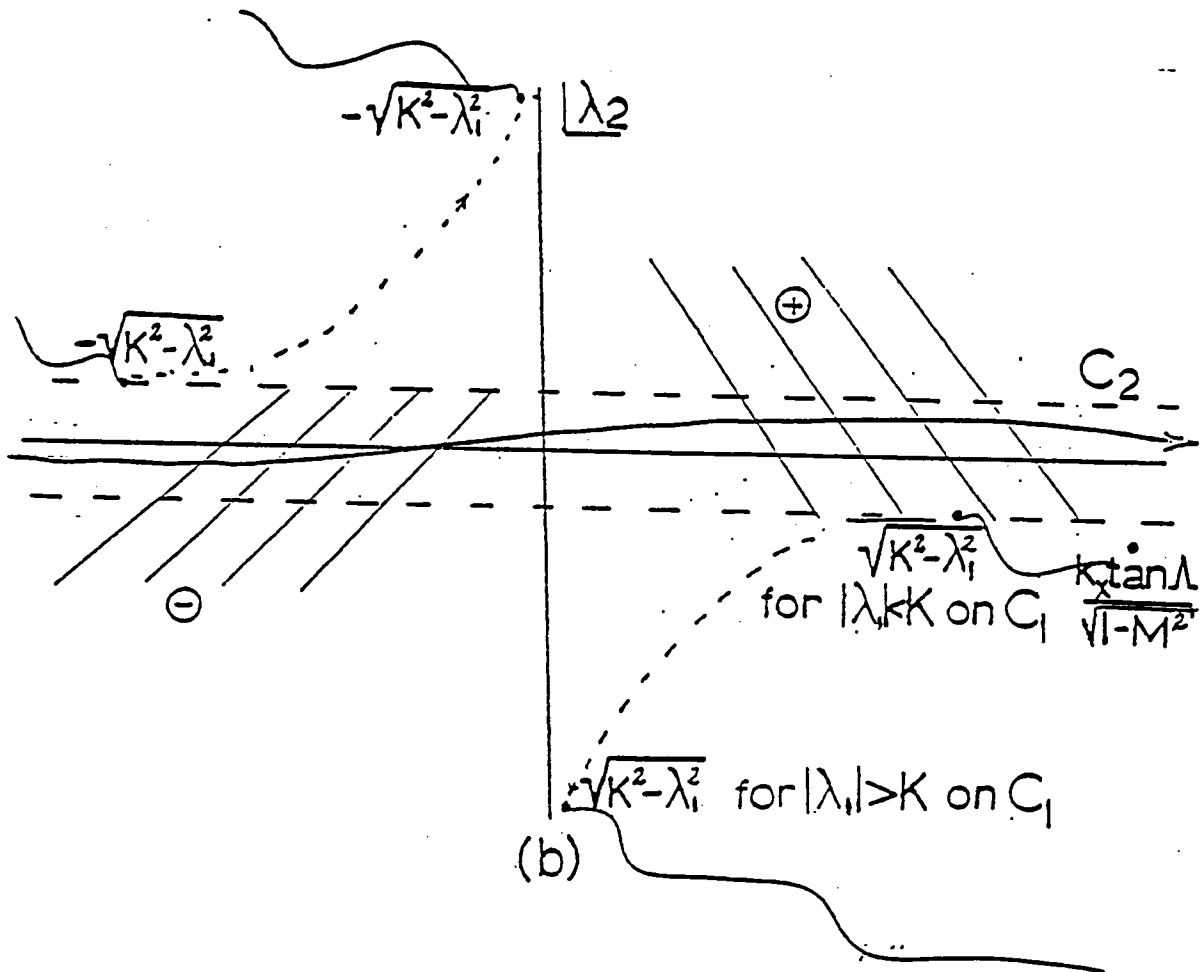 -√K²-λ₁²
λ₂
-√K²-λ₁²
⊕
C₂
⊖
√K²-λ₁²
for |λ₁|<K on C₁
KₓtanΛ
√1-M²
√K²-λ₁² for |λ₁|>K on C₁
(b)